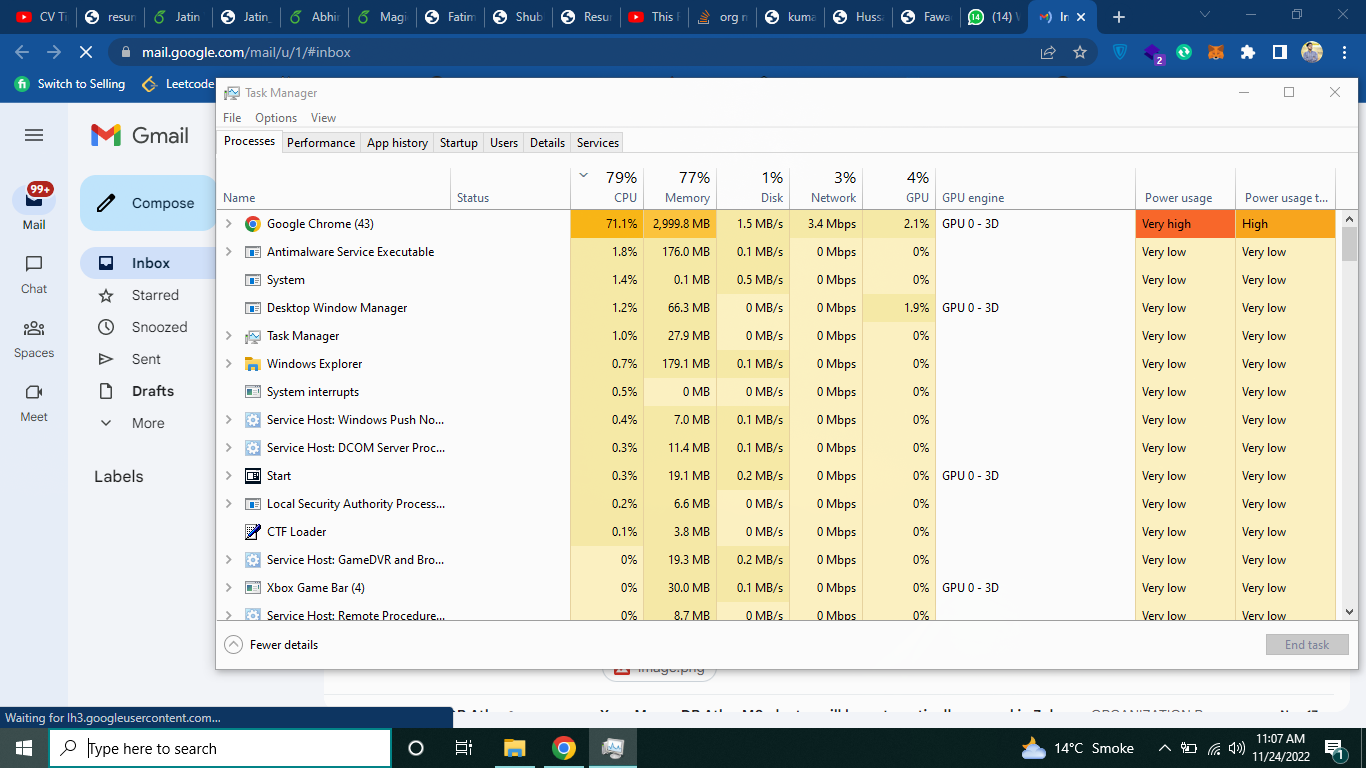 CV Ti
resun
Jatin
Jatin_
Abhir
Magi
Fatim
Shub
Resur
This F
org n
kuma
Hussa
Fawa
14
(14) W
In
mail.google.com/mail/u/1/#inbox
2
Switch to Selling
Leetcode
Task Manager
File Options View
Processes Performance App history Startup Users Details Services
79% 77% 1% 3% 4%
Name Status CPU Memory Disk Network GPU GPU engine Power usage Power usage t...
Google Chrome (43) 71.1% 2,999.8 MB 1.5 MB/s 3.4 Mbps 2.1% GPU 0 - 3D Very high High
Antimalware Service Executable 1.8% 176.0 MB 0.1 MB/s 0 Mbps 0% Very low Very low
System 1.4% 0.1 MB 0.5 MB/s 0 Mbps 0% Very low Very low
Desktop Window Manager 1.2% 66.3 MB 0 MB/s 0 Mbps 1.9% GPU 0 - 3D Very low Very low
Task Manager 1.0% 27.9 MB 0 MB/s 0 Mbps 0% Very low Very low
Windows Explorer 0.7% 179.1 MB 0.1 MB/s 0 Mbps 0% Very low Very low
System interrupts 0.5% 0 MB 0 MB/s 0 Mbps 0% Very low Very low
Service Host: Windows Push No... 0.4% 7.0 MB 0.1 MB/s 0 Mbps 0% Very low Very low
Service Host: DCOM Server Proc... 0.3% 11.4 MB 0.1 MB/s 0 Mbps 0% Very low Very low
Start 0.3% 19.1 MB 0.2 MB/s 0 Mbps 0% GPU 0 - 3D Very low Very low
Local Security Authority Process... 0.2% 6.6 MB 0 MB/s 0 Mbps 0% Very low Very low
CTF Loader 0.1% 3.8 MB 0 MB/s 0 Mbps 0% Very low Very low
Service Host: GameDVR and Bro... 0% 19.3 MB 0.2 MB/s 0 Mbps 0% Very low Very low
Xbox Game Bar (4) 0% 30.0 MB 0.1 MB/s 0 Mbps 0% GPU 0 - 3D Very low Very low
Service Host: Remote Procedure... 0% 8.7 MB 0 MB/s 0 Mbps 0% Very low Very low
Fewer details
End task
Gmail
99+
Mail
Chat
Spaces
Meet
Compose
Inbox
Starred
Snoozed
Sent
Drafts
More
Labels
image.png
Waiting for lh3.googleusercontent.com...
Type here to search
14°C Smoke
11:07 AM
11/24/2022
1